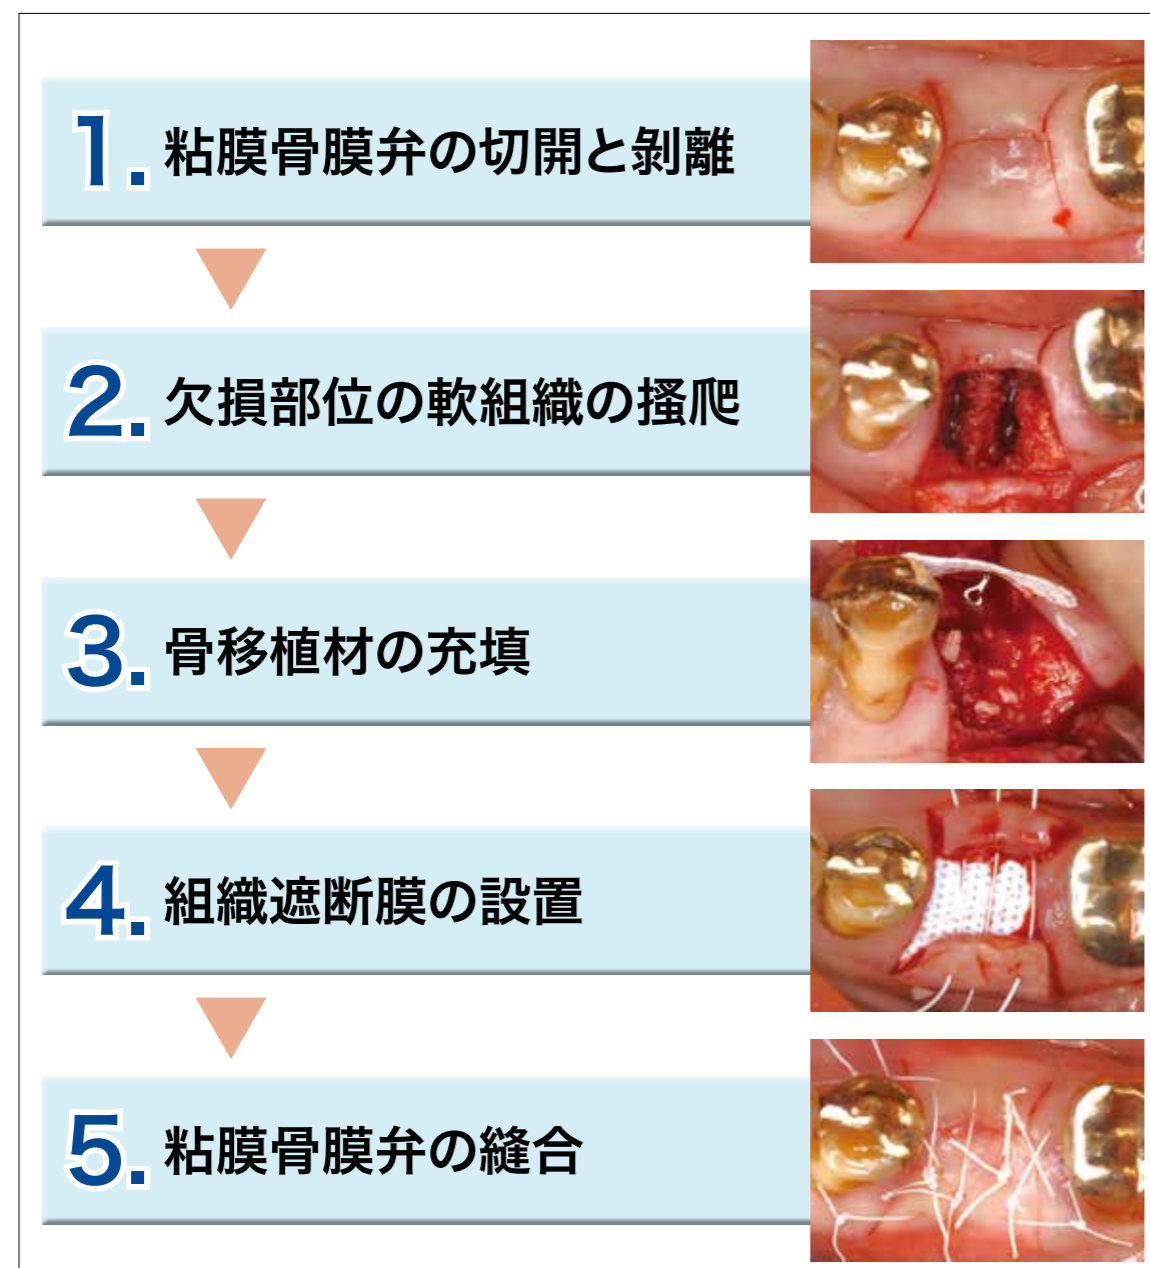 1. 粘膜骨膜弁の切開と剝離
2. 欠損部位の軟組織の搔爬
3. 骨移植材の充填
4. 組織遮断膜の設置
5. 粘膜骨膜弁の縫合